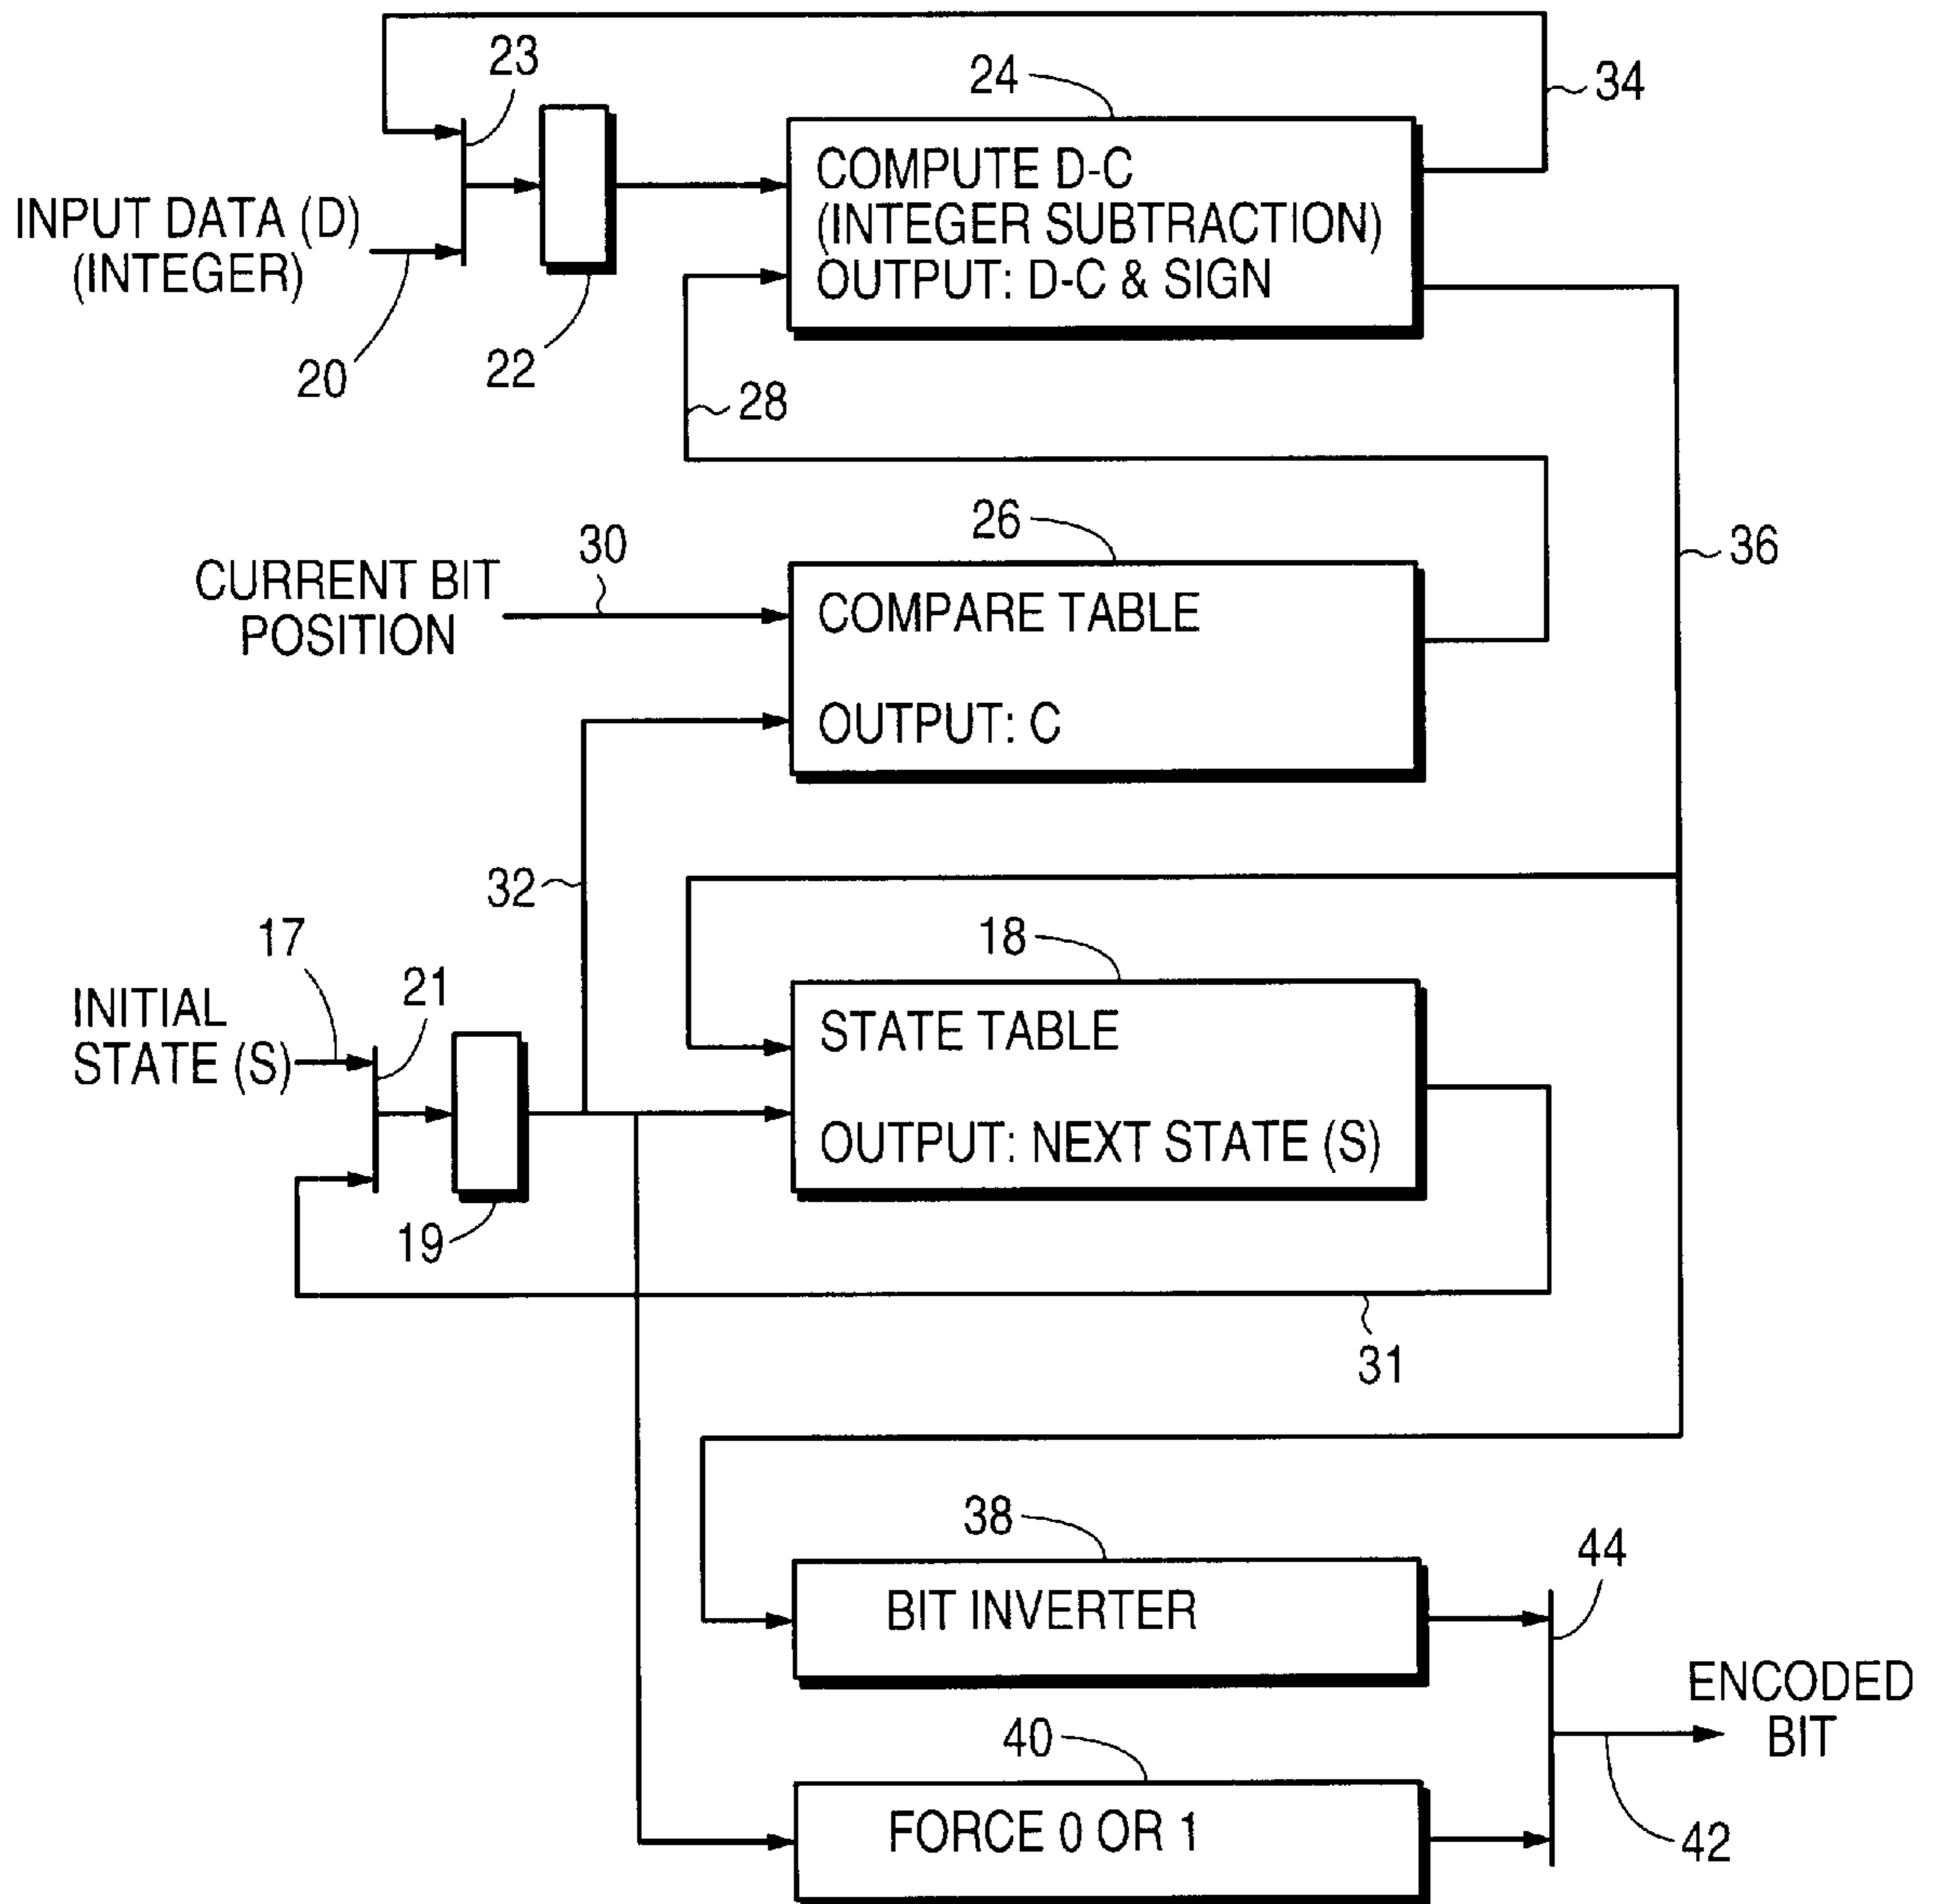 23
24
34
INPUT DATA (D)
(INTEGER)
COMPUTE D-C
(INTEGER SUBTRACTION)
OUTPUT: D-C & SIGN
20
22
28
26
30
36
CURRENT BIT
POSITION
COMPARE TABLE
OUTPUT: C
32
17
18
21
INITIAL
STATE (S)
STATE TABLE
OUTPUT: NEXT STATE (S)
19
31
38
44
BIT INVERTER
ENCODED
BIT
40
FORCE 0 OR 1
42